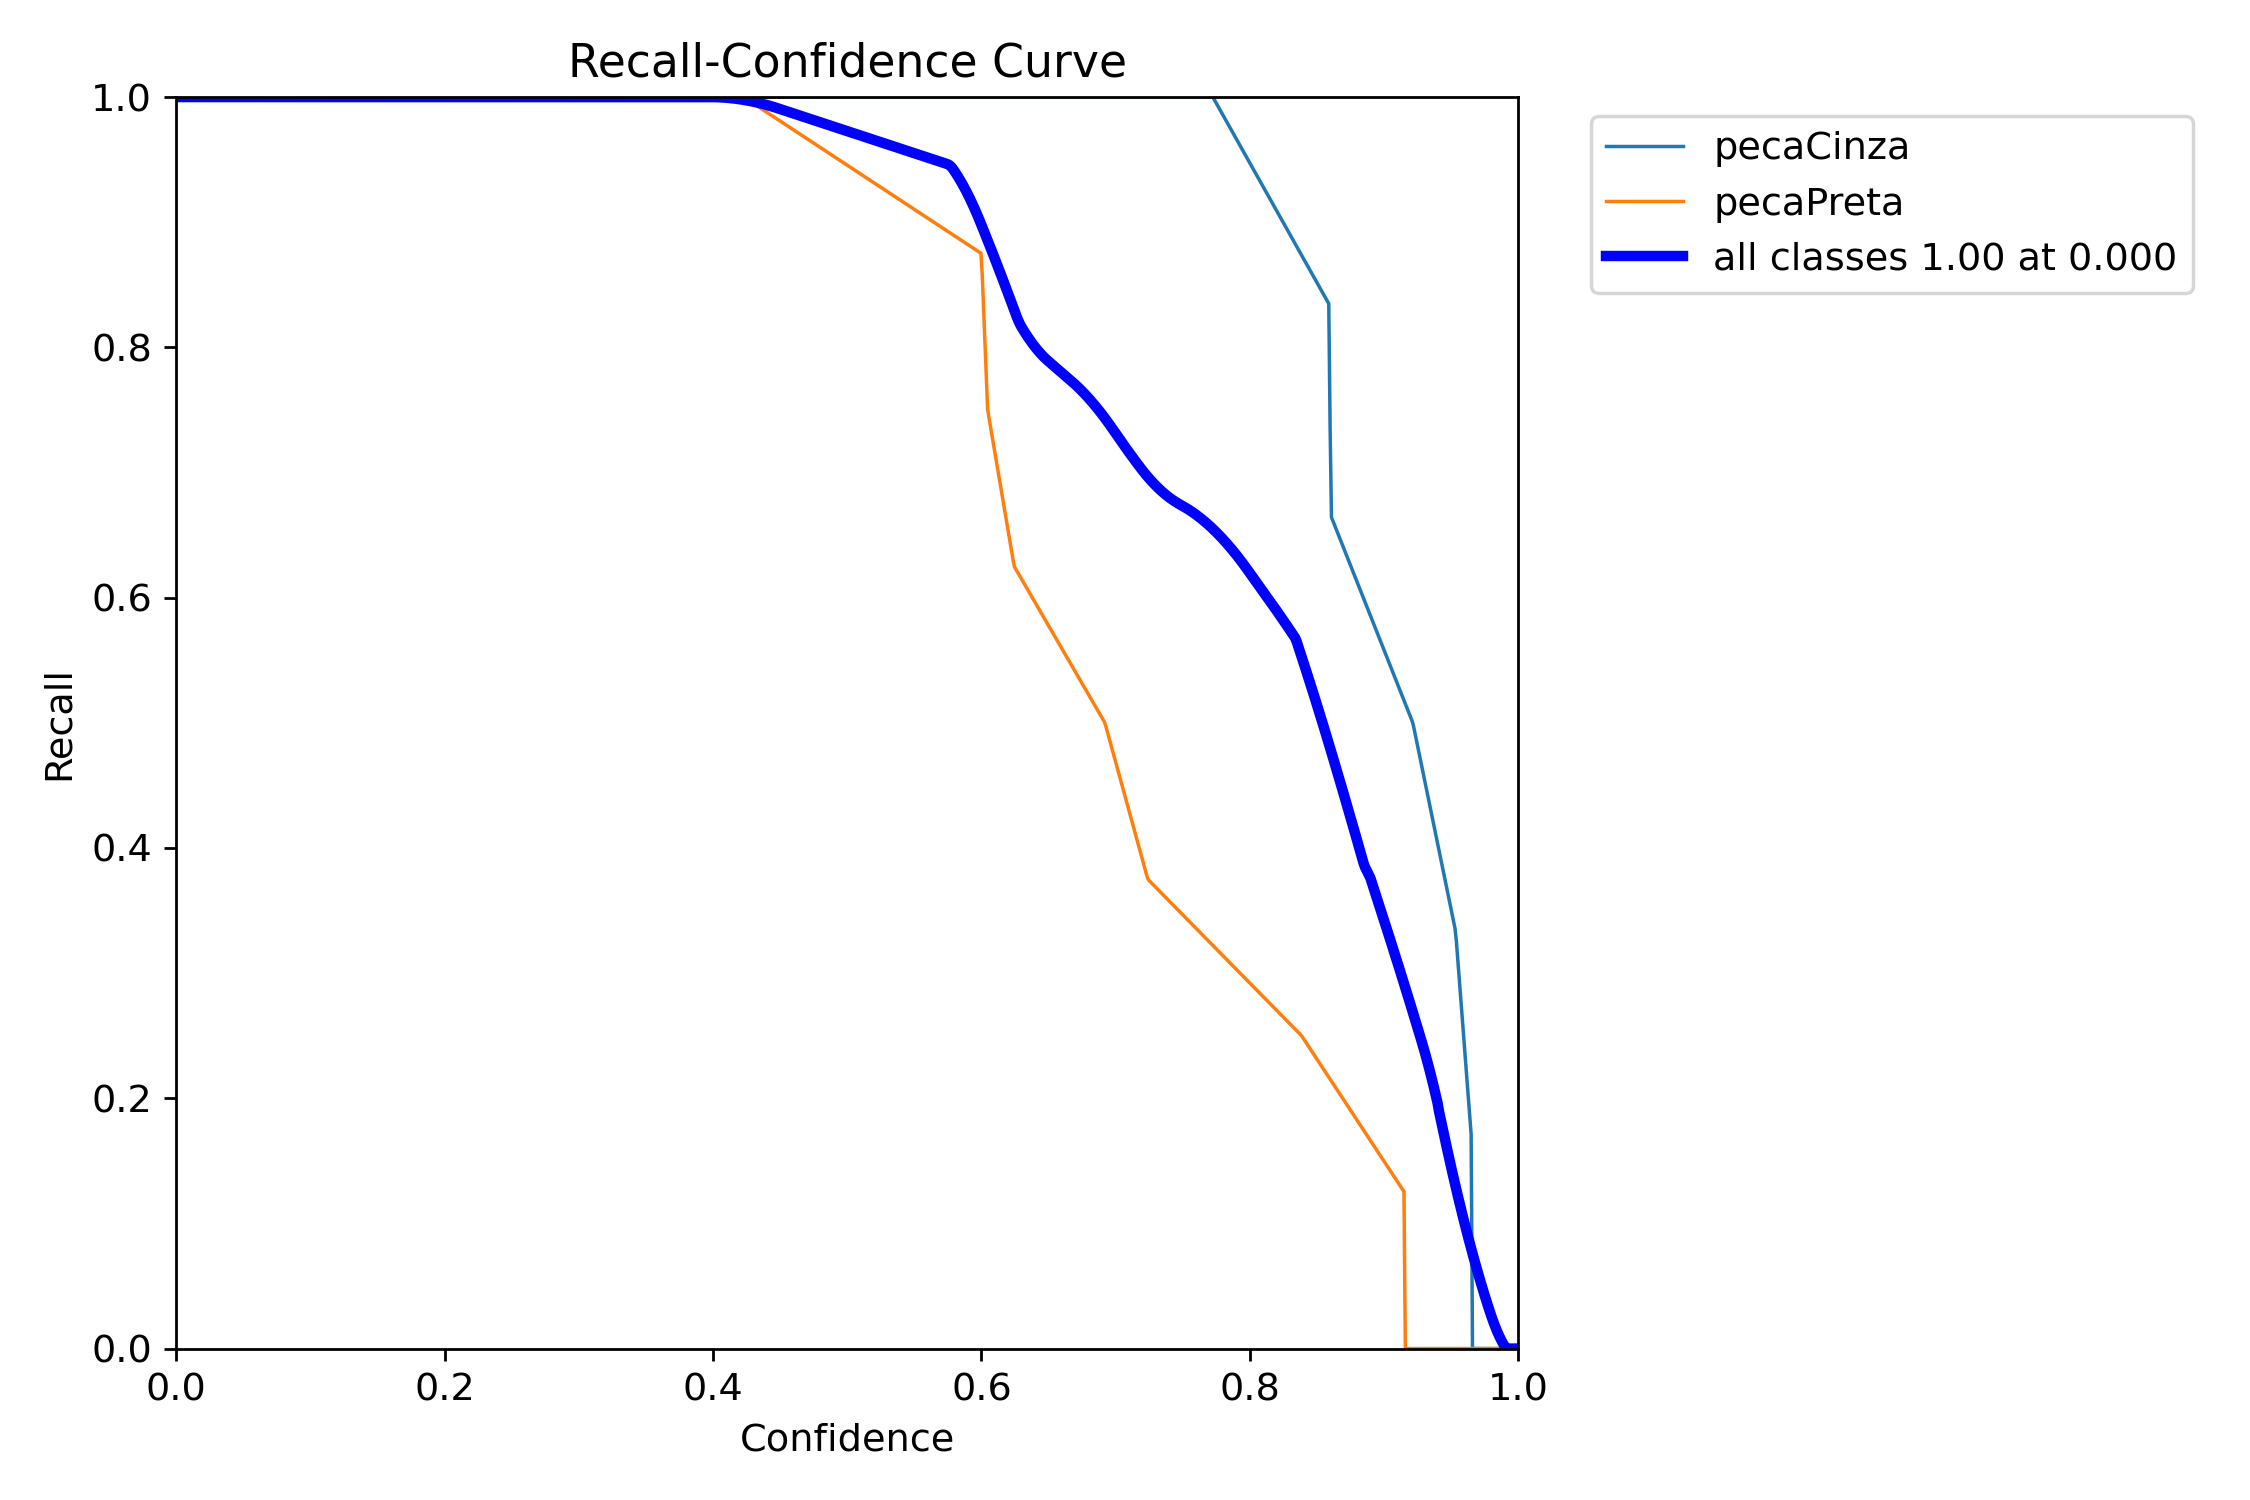 Recall-Confidence Curve
1.0
0.8
0.6
0.4
0.2
0.0
Recall
0.0 0.2 0.4 0.6 0.8 1.0
Confidence
pecaCinza
pecaPreta
all classes 1.00 at 0.000